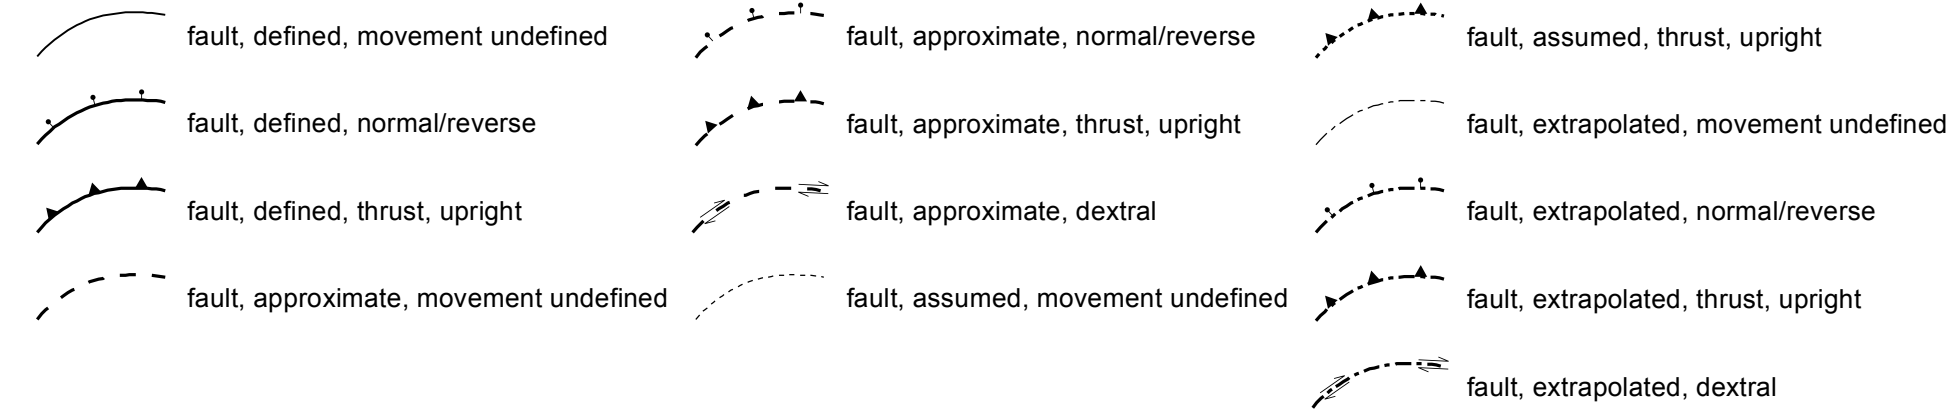 fault, defined, movement undefined
fault, defined, normal/reverse
fault, defined, thrust, upright
fault, approximate, movement undefined
fault, approximate, normal/reverse
fault, approximate, thrust, upright
fault, approximate, dextral
fault, assumed, movement undefined
fault, assumed, thrust, upright
fault, extrapolated, movement undefined
fault, extrapolated, normal/reverse
fault, extrapolated, thrust, upright
fault, extrapolated, dextral